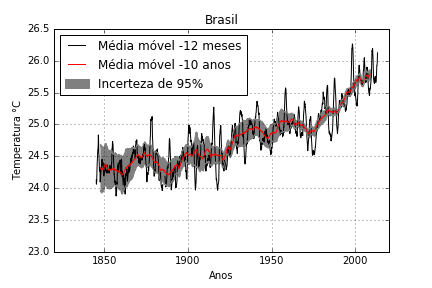 Brasil
26.5
26.0
25.5
25.0
24.5
24.0
23.5
23.0
Temperatura °C
Média móvel -12 meses
Média móvel -10 anos
Incerteza de 95%
1850
1900
1950
2000
Anos